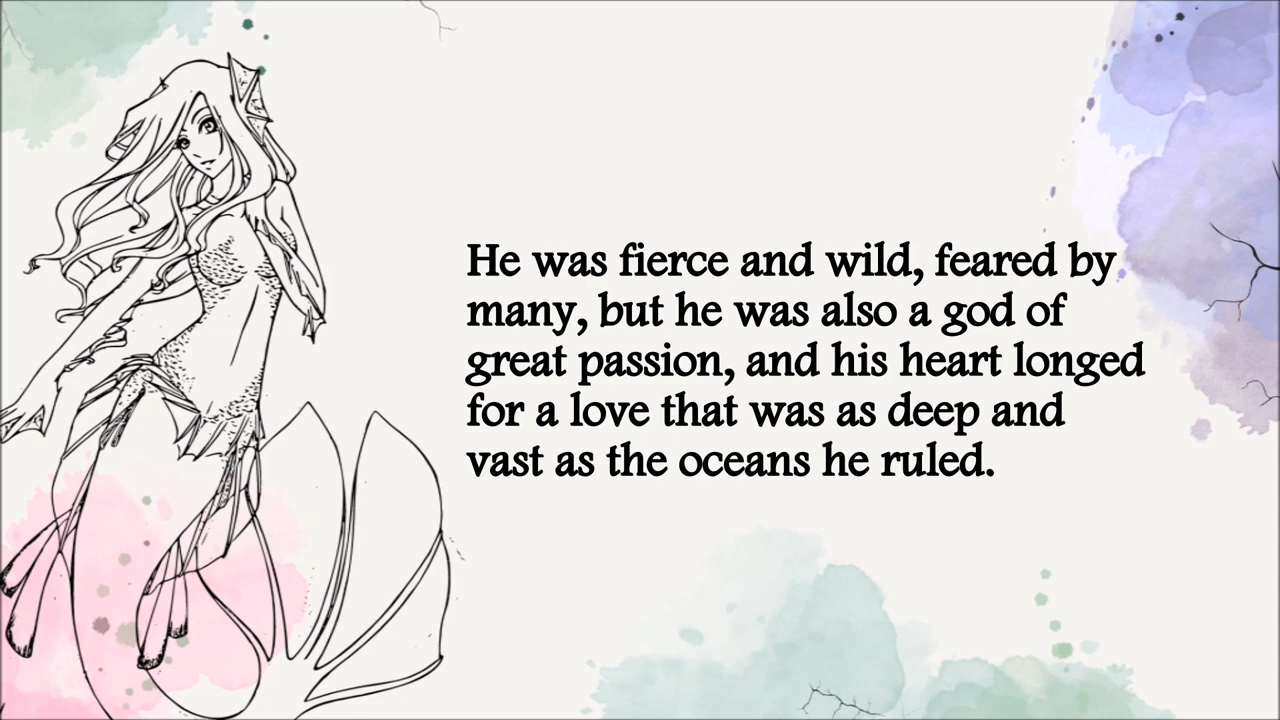 He was fierce and wild, feared by
many, but he was also a god of
great passion, and his heart longed
for a love that was as deep and
vast as the oceans he ruled.